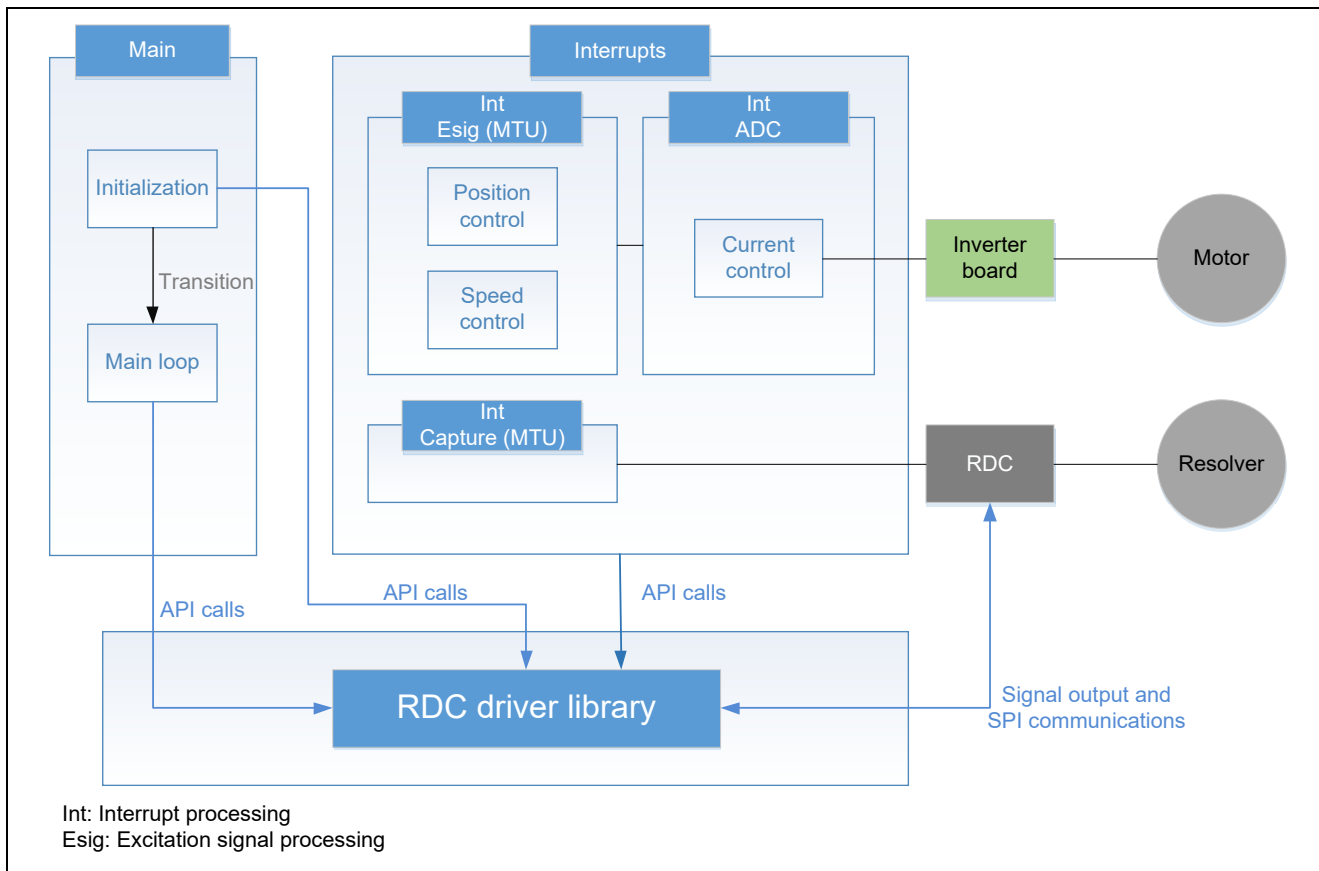 Main
Initialization
Transition
Main loop
Interrupts
Int
Esig (MTU)
Position
control
Speed
control
Int
ADC
Current
control
Int
Capture (MTU)
Inverter
board
Motor
RDC
Resolver
API calls
API calls
API calls
RDC driver library
Signal output and
SPI communications
Int: Interrupt processing
Esig: Excitation signal processing